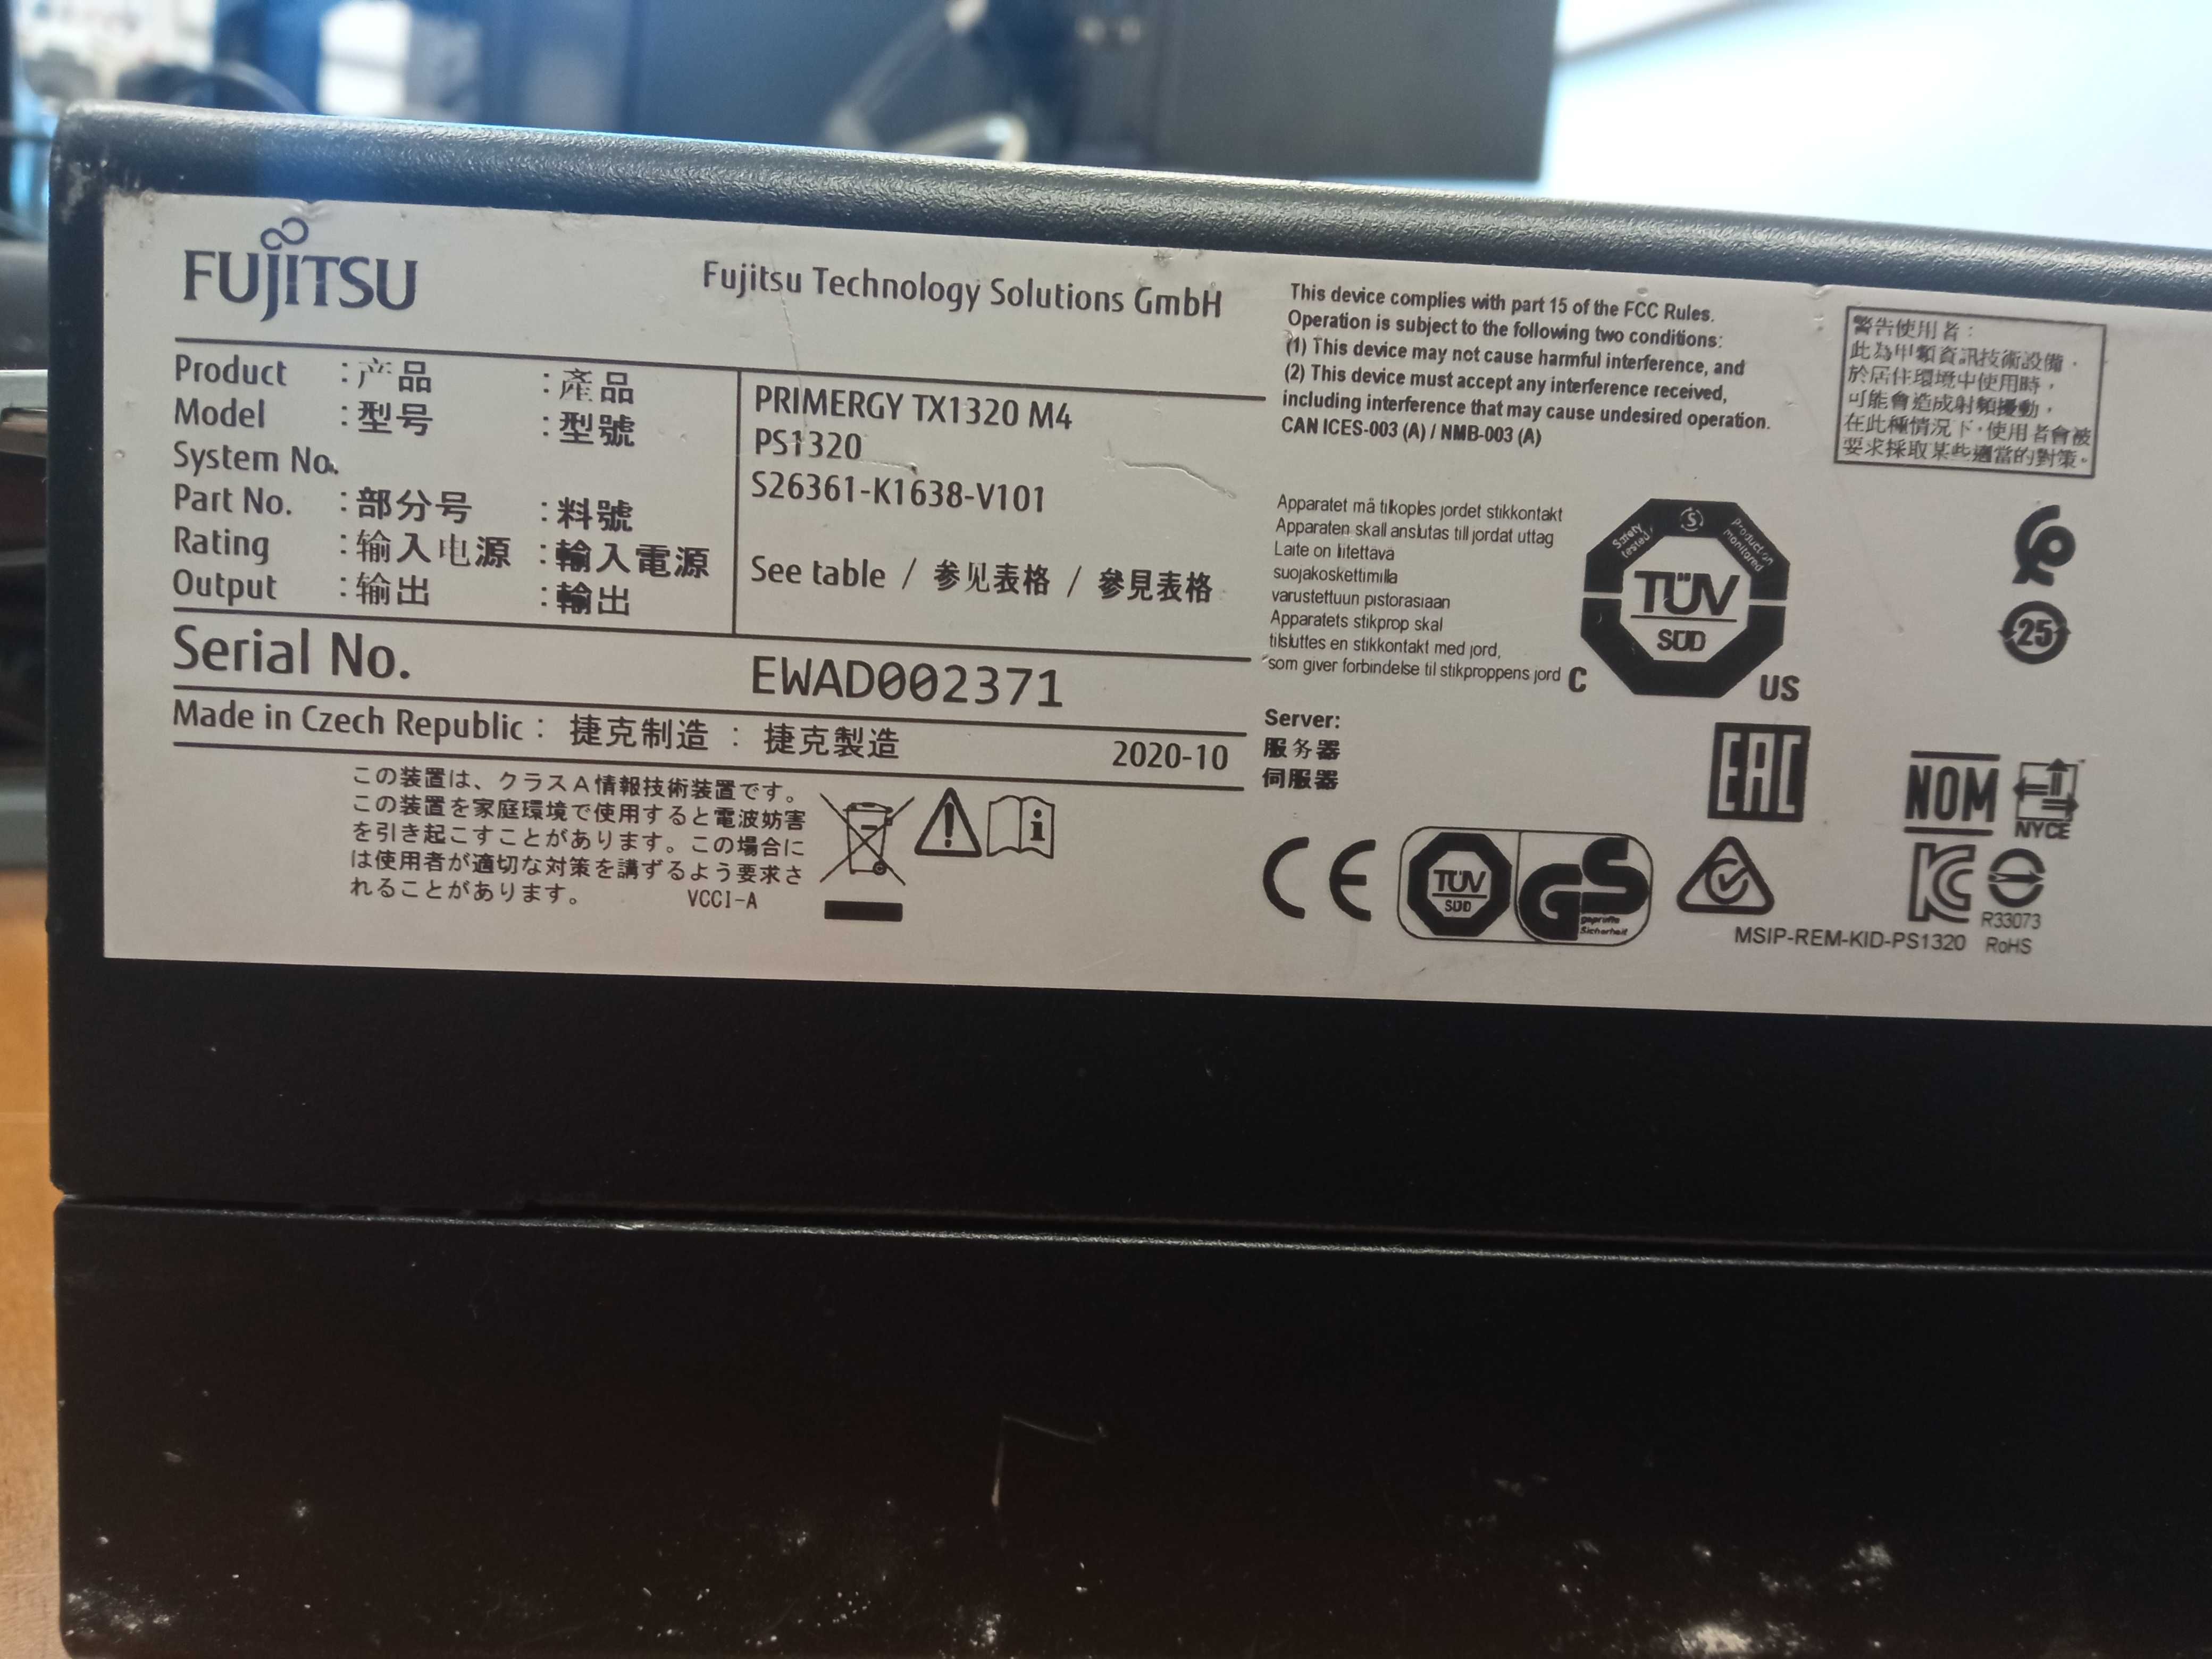 FUJITSU
Fujitsu Technology Solutions GmbH
Product :产品 :產品
Model :型号 :型號
System No.
Part No. :部分号 :料號
Rating :输入电源 :輸入電源
Output :输出 :輸出
PRIMERGY TX1320 M4
PS1320
S26361-K1638-V101
See table / 参见表格 / 參見表格
Serial No. EWAD002371
Made in Czech Republic : 捷克制造 : 捷克製造 2020-10
この装置は、クラスA情報技術装置です。
この装置を家庭環境で使用すると電波妨害
を引き起こすことがあります。この場合に
は使用者が適切な対策を講ずるよう要求さ
れることがあります。 VCCI-A
This device complies with part 15 of the FCC Rules.
Operation is subject to the following two conditions:
(1) This device may not cause harmful interference, and
(2) This device must accept any interference received,
including interference that may cause undesired operation.
CAN ICES-003 (A) / NMB-003 (A)
警告使用者：
此為甲類資訊技術設備，
於居住環境中使用時，
可能會造成射頻擾動，
在此種情況下，使用者會被
要求採取某些適當的對策。
Apparatet må tilkoples jordet stikkontakt
Apparaten skall anslutas till jordat uttag
Laite on liitettävä
suojakoskettimilla
varustettuun pistorasiaan
Apparatets stikprop skal
tilsluttes en stikkontakt med jord,
som giver forbindelse til stikproppens jord
Safety tested
S
Production monitored
TÜV
SÜD
C US
25
Server:
服务器
伺服器
EAC
NOM
NYCE
CE
TÜV
SÜD
GS
geprüfte
Sicherheit
KC
R33073
RoHS
MSIP-REM-KID-PS1320